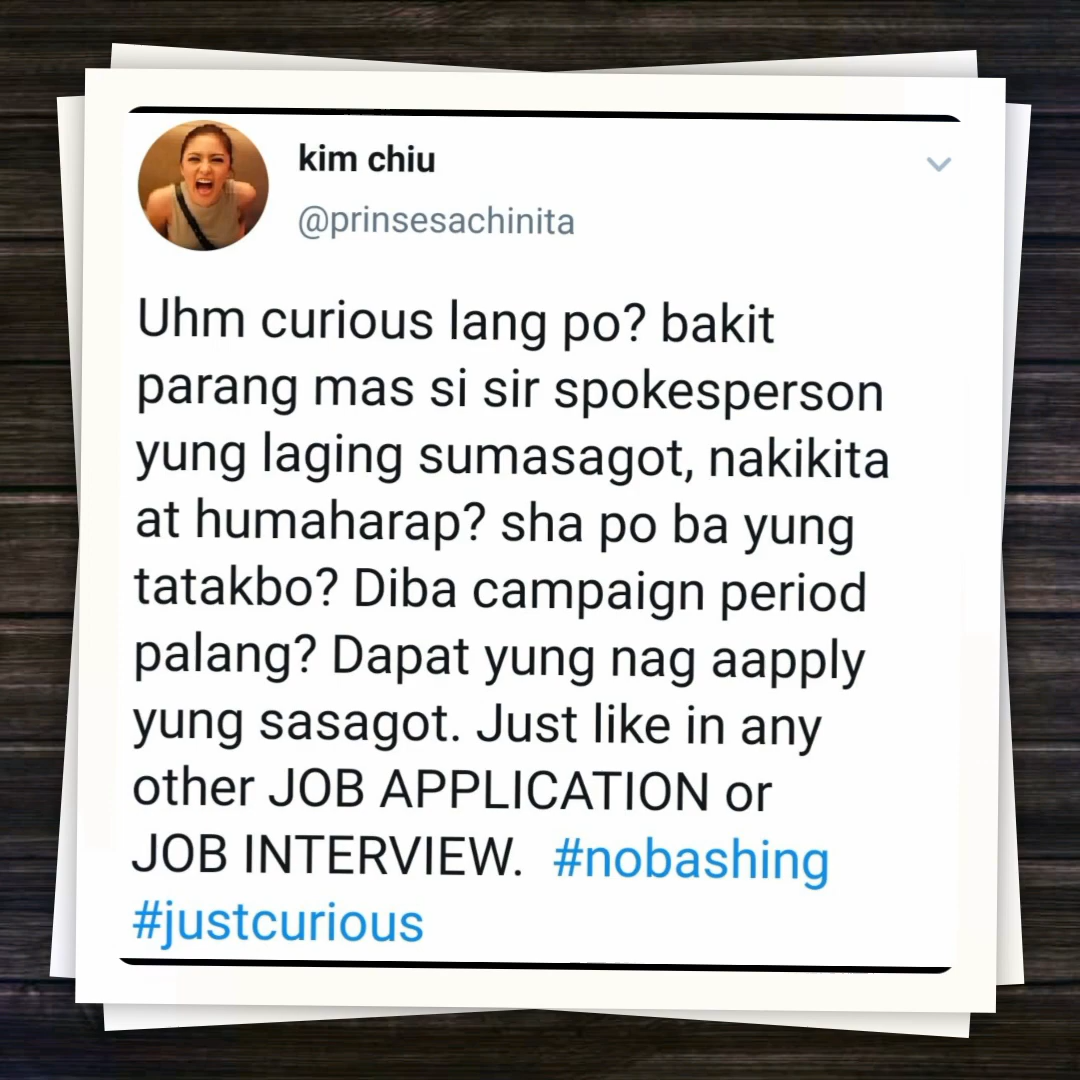 kim chiu
@prinsesachinita
Uhm curious lang po? bakit
parang mas si sir spokesperson
yung laging sumasagot, nakikita
at humaharap? sha po ba yung
tatakbo? Diba campaign period
palang? Dapat yung nag aapply
yung sasagot. Just like in any
other JOB APPLICATION or
JOB INTERVIEW. #nobashing
#justcurious